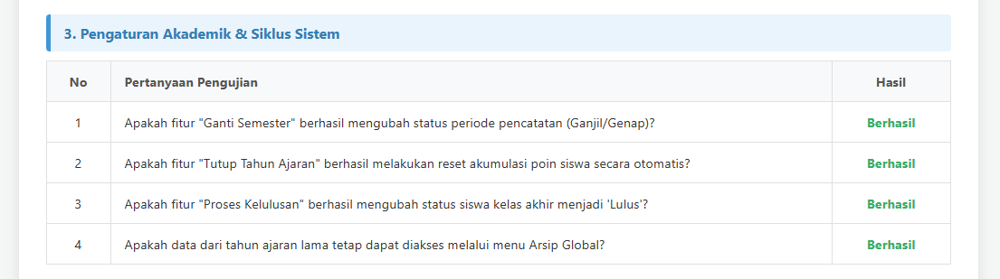 3. Pengaturan Akademik & Siklus Sistem
No Pertanyaan Pengujian Hasil
1 Apakah fitur "Ganti Semester" berhasil mengubah status periode pencatatan (Ganjil/Genap)? Berhasil
2 Apakah fitur "Tutup Tahun Ajaran" berhasil melakukan reset akumulasi poin siswa secara otomatis? Berhasil
3 Apakah fitur "Proses Kelulusan" berhasil mengubah status siswa kelas akhir menjadi 'Lulus'? Berhasil
4 Apakah data dari tahun ajaran lama tetap dapat diakses melalui menu Arsip Global? Berhasil